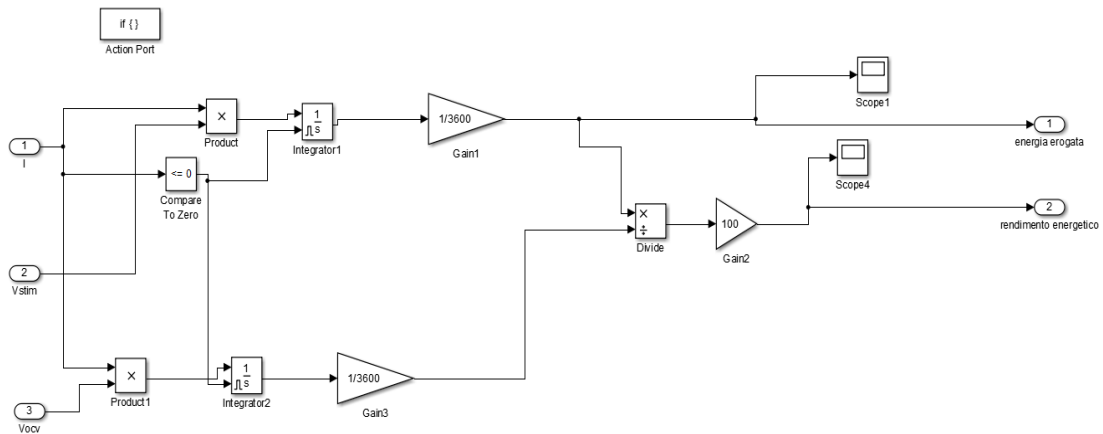 if { }
Action Port
Scope1
×
Product
1
s
Integrator1
1/3600
Gain1
1
energia erogata
1
I
<= 0
Compare
To Zero
Scope4
×
÷
Divide
100
Gain2
2
rendimento energetico
2
Vstim
×
Product1
1
s
Integrator2
1/3600
Gain3
3
Vocv